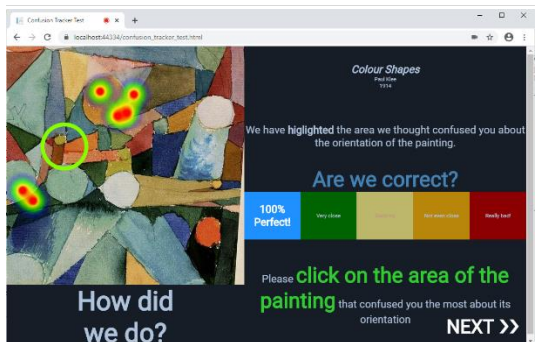 Confusion Tracker Test
localhost:44334/confusion_tracker_test.html
Colour Shapes
Paul Klee
1914
We have higlighted the area we thought confused you about
the orientation of the painting.
Are we correct?
100%
Perfect!
Very close
Not even close
Really bad!
Please click on the area of the
painting that confused you the most about its
orientation
How did
we do?
NEXT ❯❯